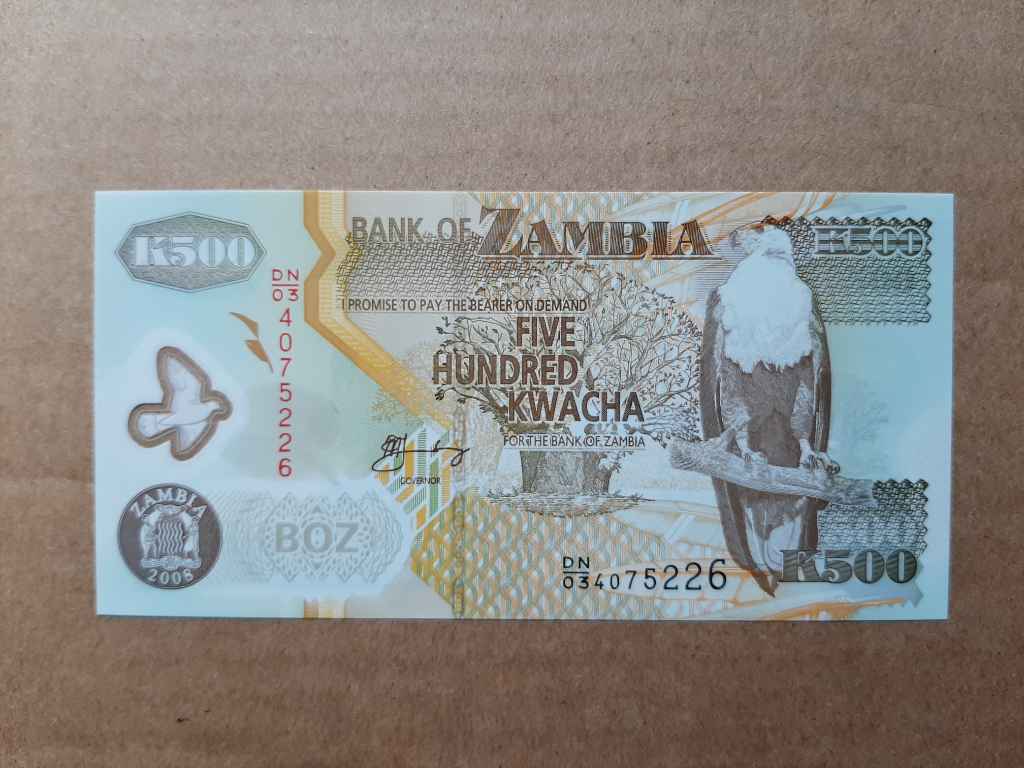 K500
BANK OF ZAMBIA
K500
DN/03 4075226
I PROMISE TO PAY THE BEARER ON DEMAND
FIVE
HUNDRED
KWACHA
FOR THE BANK OF ZAMBIA
GOVERNOR
ZAMBIA
2008
BOZ
DN/03 4075226
K500